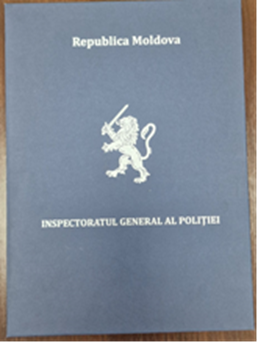 Republica Moldova
INSPECTORATUL GENERAL AL POLIȚIEI